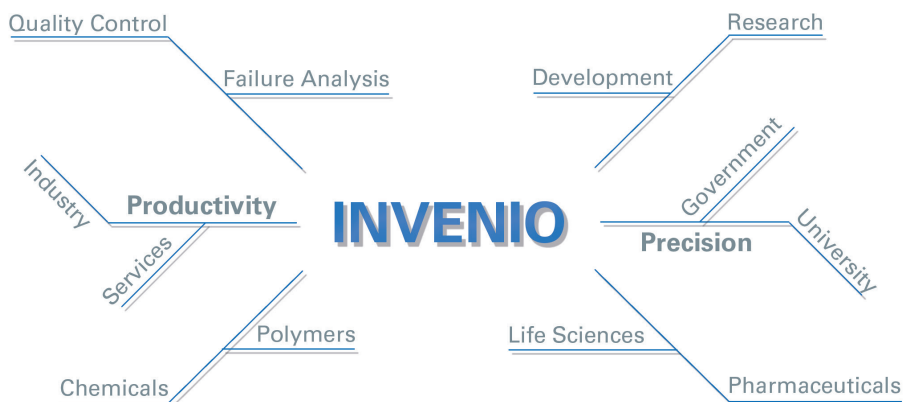 Quality Control
Research
Failure Analysis
Development
Industry
Productivity
Services
INVENIO
Government
Precision
University
Polymers
Life Sciences
Chemicals
Pharmaceuticals